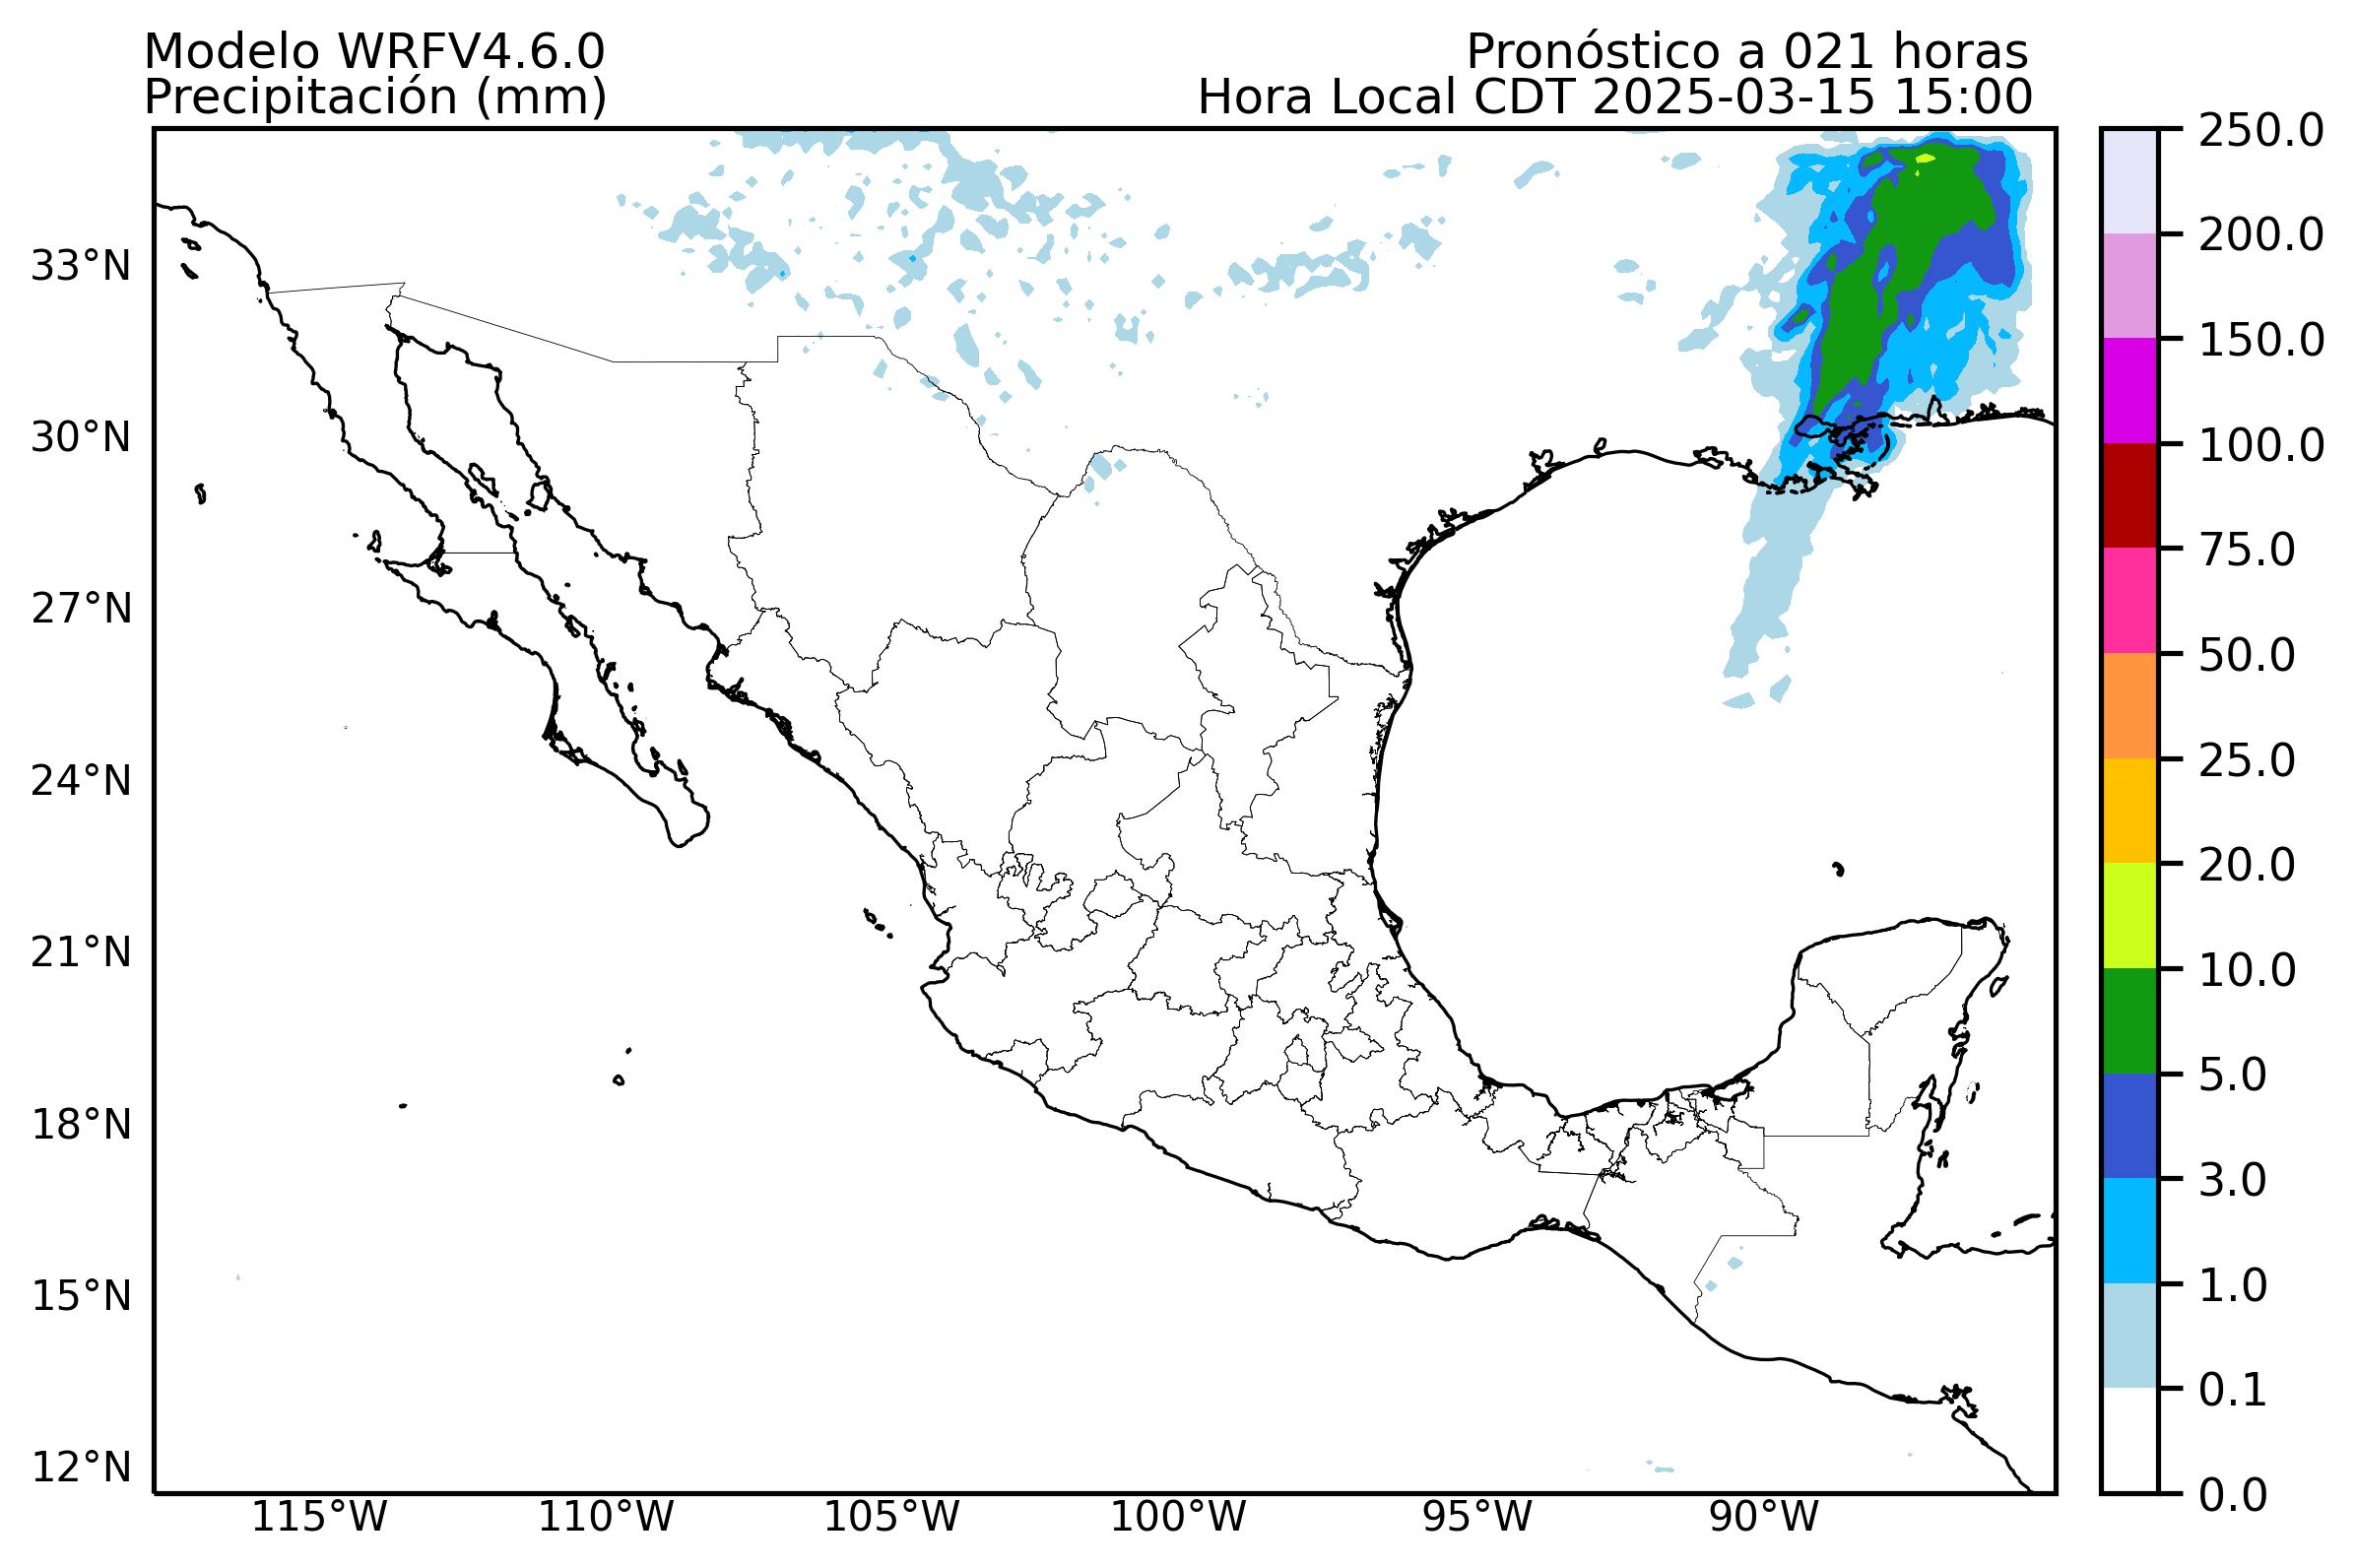 Modelo WRFV4.6.0
Pronóstico a 021 horas
Precipitación (mm)
Hora Local CDT 2025-03-15 15:00
33°N
30°N
27°N
24°N
21°N
18°N
15°N
12°N
115°W
110°W
105°W
100°W
95°W
90°W
250.0
200.0
150.0
100.0
75.0
50.0
25.0
20.0
10.0
5.0
3.0
1.0
0.1
0.0